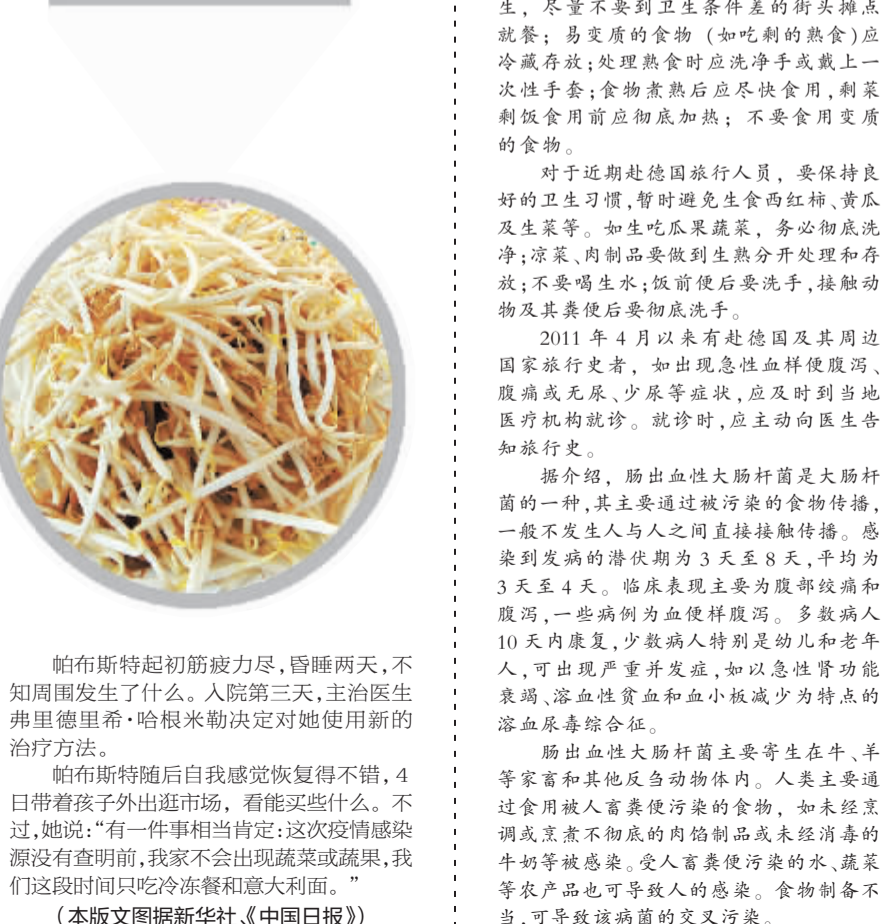 帕布斯特起初筋疲力尽,昏睡两天,不
知周围发生了什么。入院第三天,主治医生
弗里德里希·哈根米勒决定对她使用新的
治疗方法。
帕布斯特随后自我感觉恢复得不错,4
日带着孩子外出逛市场,看能买些什么。不
过,她说:“有一件事相当肯定:这次疫情感染
源没有查明前,我家不会出现蔬菜或蔬果,我
们这段时间只吃冷冻餐和意大利面。”
(本版文图据新华社、《中国日报》)
生,尽量不要到卫生条件差的街头摊点
就餐;易变质的食物(如吃剩的熟食)应
冷藏存放;处理熟食时应洗净手或戴上一
次性手套;食物煮熟后应尽快食用,剩菜
剩饭食用前应彻底加热;不要食用变质
的食物。
对于近期赴德国旅行人员,要保持良
好的卫生习惯,暂时避免生食西红柿、黄瓜
及生菜等。如生吃瓜果蔬菜,务必彻底洗
净;凉菜、肉制品要做到生熟分开处理和存
放;不要喝生水;饭前便后要洗手,接触动
物及其粪便后要彻底洗手。
2011年4月以来有赴德国及其周边
国家旅行史者,如出现急性血样便腹泻、
腹痛或无尿、少尿等症状,应及时到当地
医疗机构就诊。就诊时,应主动向医生告
知旅行史。
据介绍,肠出血性大肠杆菌是大肠杆
菌的一种,其主要通过被污染的食物传播,
一般不发生人与人之间直接接触传播。感
染到发病的潜伏期为3天至8天,平均为
3天至4天。临床表现主要为腹部绞痛和
腹泻,一些病例为血便样腹泻。多数病人
10天内康复,少数病人特别是幼儿和老年
人,可出现严重并发症,如以急性肾功能
衰竭、溶血性贫血和血小板减少为特点的
溶血尿毒综合征。
肠出血性大肠杆菌主要寄生在牛、羊
等家畜和其他反刍动物体内。人类主要通
过食用被人畜粪便污染的食物,如未经烹
调或烹煮不彻底的肉馅制品或未经消毒的
牛奶等被感染。受人畜粪便污染的水、蔬菜
等农产品也可导致人的感染。食物制备不
当,可导致该病菌的交叉污染。